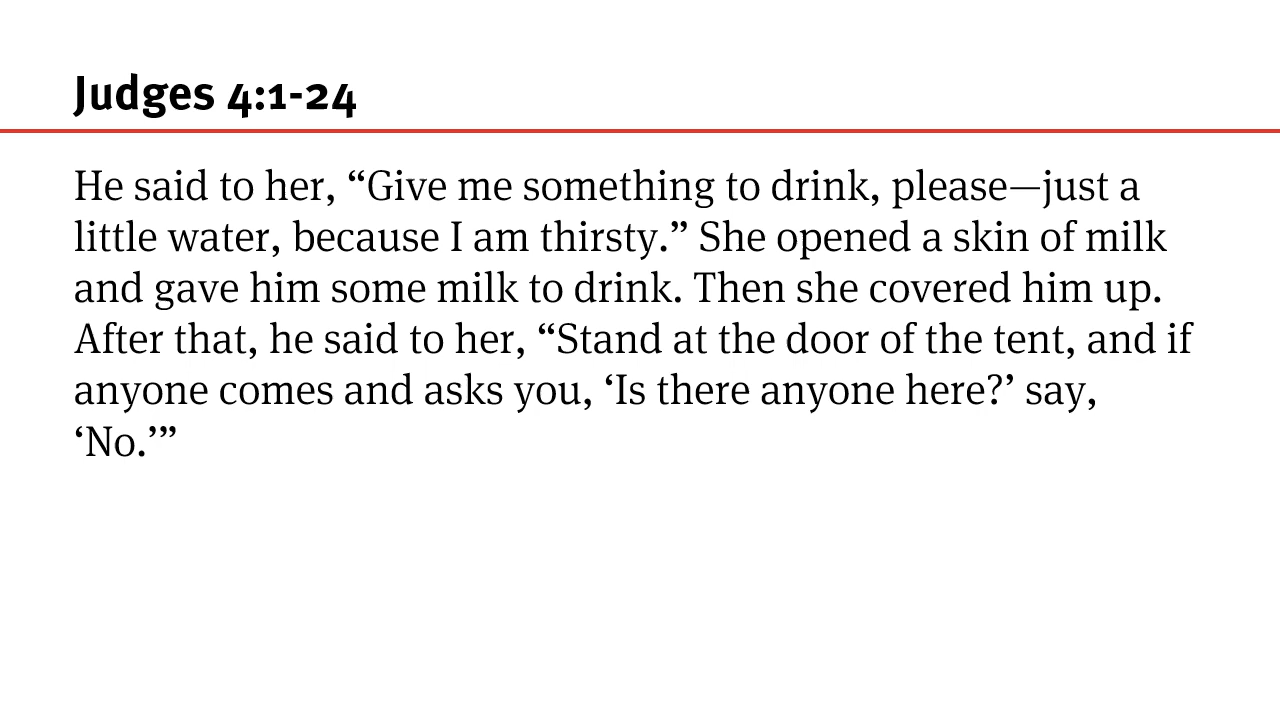 Judges 4:1-24
He said to her, “Give me something to drink, please—just a
little water, because I am thirsty.” She opened a skin of milk
and gave him some milk to drink. Then she covered him up.
After that, he said to her, “Stand at the door of the tent, and if
anyone comes and asks you, ‘Is there anyone here?’ say,
‘No.’”